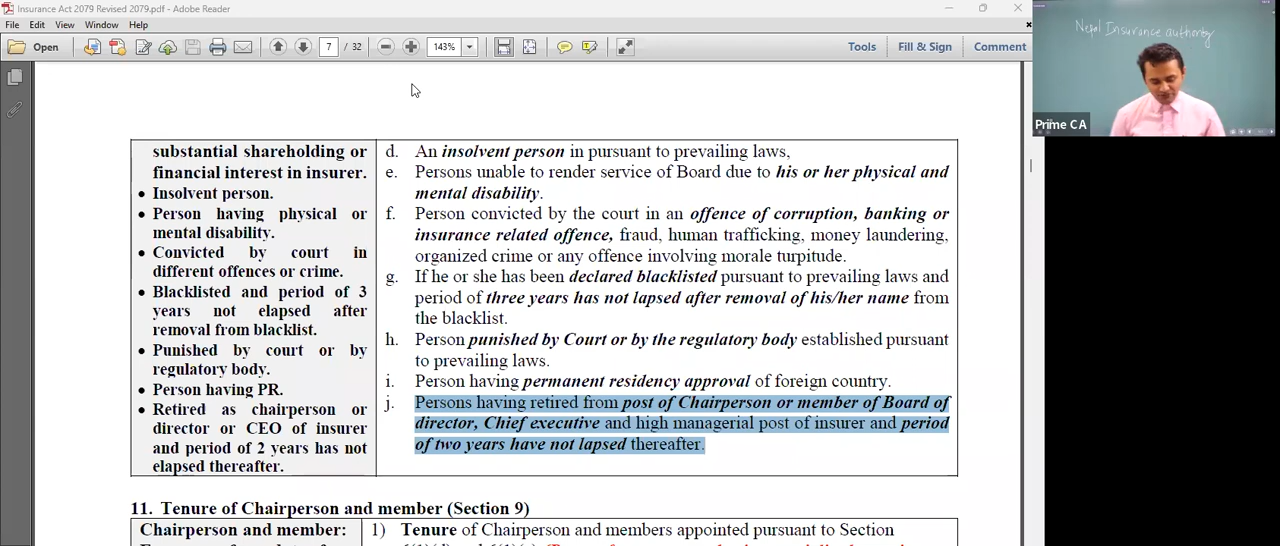 Insurance Act 2079 Revised 2079.pdf - Adobe Reader
File Edit View Window Help
Open 7 / 32 143% Tools Fill & Sign Comment
Nepal Insurance authority
Prime CA
substantial shareholding or
financial interest in insurer.
• Insolvent person.
• Person having physical or
mental disability.
• Convicted by court in
different offences or crime.
• Blacklisted and period of 3
years not elapsed after
removal from blacklist.
• Punished by court or by
regulatory body.
• Person having PR.
• Retired as chairperson or
director or CEO of insurer
and period of 2 years has not
elapsed thereafter.
d. An insolvent person in pursuant to prevailing laws,
e. Persons unable to render service of Board due to his or her physical and
mental disability.
f. Person convicted by the court in an offence of corruption, banking or
insurance related offence, fraud, human trafficking, money laundering,
organized crime or any offence involving morale turpitude.
g. If he or she has been declared blacklisted pursuant to prevailing laws and
period of three years has not lapsed after removal of his/her name from
the blacklist.
h. Person punished by Court or by the regulatory body established pursuant
to prevailing laws.
i. Person having permanent residency approval of foreign country.
j. Persons having retired from post of Chairperson or member of Board of
director, Chief executive and high managerial post of insurer and period
of two years have not lapsed thereafter.
11. Tenure of Chairperson and member (Section 9)
Chairperson and member:
1) Tenure of Chairperson and members appointed pursuant to Section